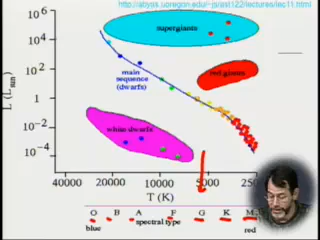 http://abyss.uoregon.edu/~js/ast122/lectures/lec11.html
10^6
supergiants
10^4
10^2
red giants
main
sequence
(dwarfs)
L (L_sun)
1
10^-2
white dwarfs
10^-4
40000 20000 10000 5000 2500
T (K)
O B A F G K M
blue spectral type red